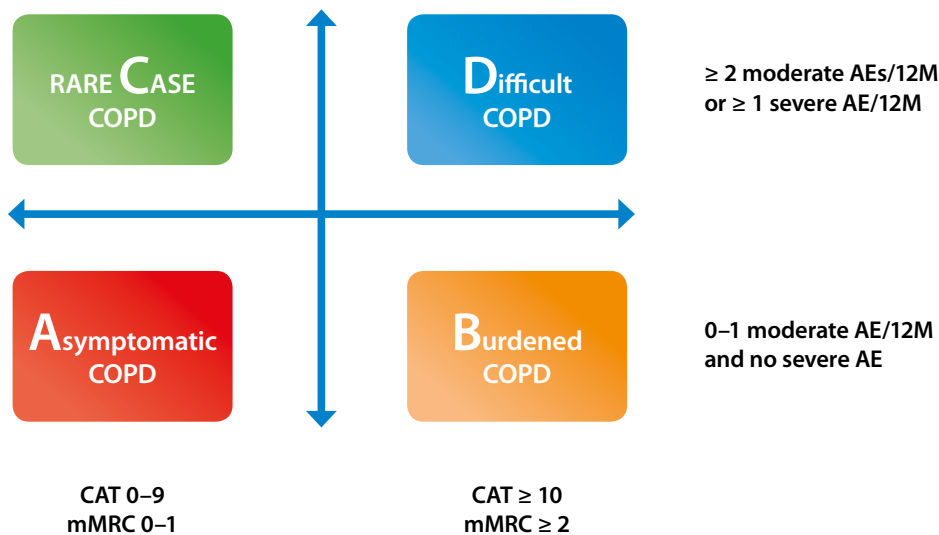 RARE CASE
COPD
Difficult
COPD
≥ 2 moderate AEs/12M
or ≥ 1 severe AE/12M
Asymptomatic
COPD
Burdened
COPD
0–1 moderate AE/12M
and no severe AE
CAT 0–9
mMRC 0–1
CAT ≥ 10
mMRC ≥ 2